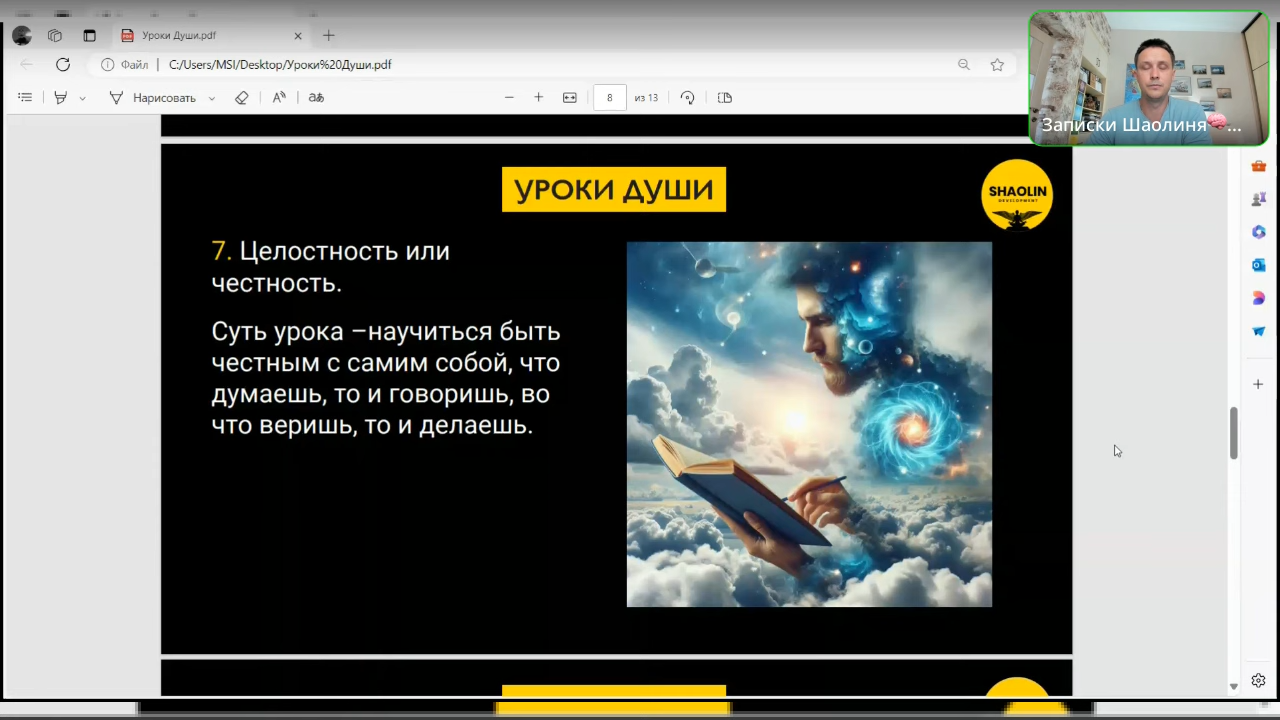 Уроки Души.pdf
Файл | C:/Users/MSI/Desktop/Уроки%20Души.pdf
Нарисовать 8 из 13
Записки Шаолиня🧠 ...
УРОКИ ДУШИ
SHAOLIN
DEVELOPMENT
7. Целостность или
честность.
Суть урока –научиться быть
честным с самим собой, что
думаешь, то и говоришь, во
что веришь, то и делаешь.